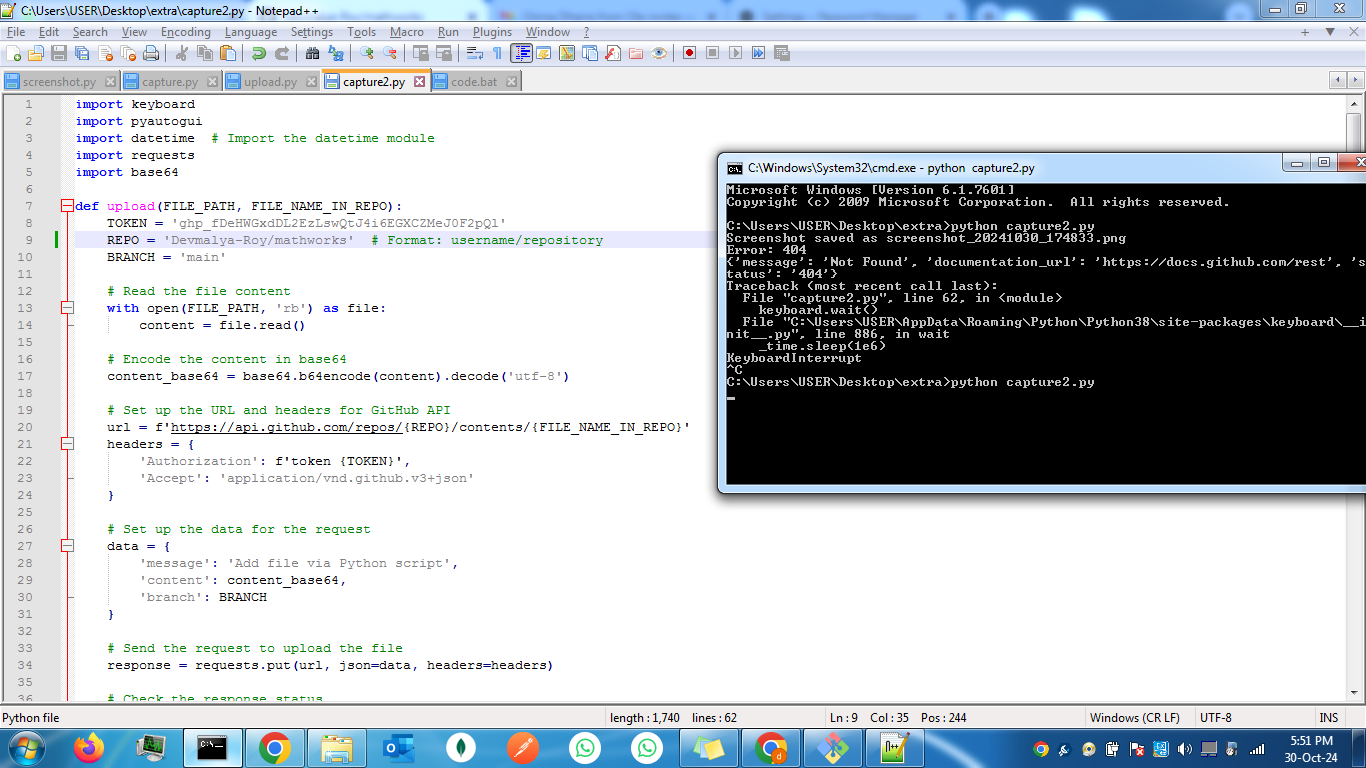 C:\Users\USER\Desktop\extra\capture2.py - Notepad++
File Edit Search View Encoding Language Settings Tools Macro Run Plugins Window ?
screenshot.py capture.py upload.py capture2.py code.bat
1 import keyboard
2 import pyautogui
3 import datetime # Import the datetime module
4 import requests
5 import base64
6
7 def upload(FILE_PATH, FILE_NAME_IN_REPO):
8 TOKEN =
9 REPO = 'Devmalya-Roy/mathworks' # Format: username/repository
10 BRANCH = 'main'
11
12 # Read the file content
13 with open(FILE_PATH, 'rb') as file:
14 content = file.read()
15
16 # Encode the content in base64
17 content_base64 = base64.b64encode(content).decode('utf-8')
18
19 # Set up the URL and headers for GitHub API
20 url = f'https://api.github.com/repos/{REPO}/contents/{FILE_NAME_IN_REPO}'
21 headers = {
22 'Authorization': f'token {TOKEN}',
23 'Accept': 'application/vnd.github.v3+json'
24 }
25
26 # Set up the data for the request
27 data = {
28 'message': 'Add file via Python script',
29 'content': content_base64,
30 'branch': BRANCH
31 }
32
33 # Send the request to upload the file
34 response = requests.put(url, json=data, headers=headers)
35
36 # Check the response status
C:\Windows\System32\cmd.exe - python capture2.py
Microsoft Windows [Version 6.1.7601]
Copyright (c) 2009 Microsoft Corporation. All rights reserved.
C:\Users\USER\Desktop\extra>python capture2.py
Screenshot saved as screenshot_20241030_174833.png
Error: 404
{'message': 'Not Found', 'documentation_url': 'https://docs.github.com/rest', 's
tatus': '404'}
Traceback (most recent call last):
File "capture2.py", line 62, in <module>
keyboard.wait()
File "C:\Users\USER\AppData\Roaming\Python\Python38\site-packages\keyboard\__i
nit__.py", line 886, in wait
_time.sleep(1e6)
KeyboardInterrupt
^C
C:\Users\USER\Desktop\extra>python capture2.py
Python file length : 1,740 lines : 62 Ln : 9 Col : 35 Pos : 244 Windows (CR LF) UTF-8 INS
5:51 PM
30-Oct-24